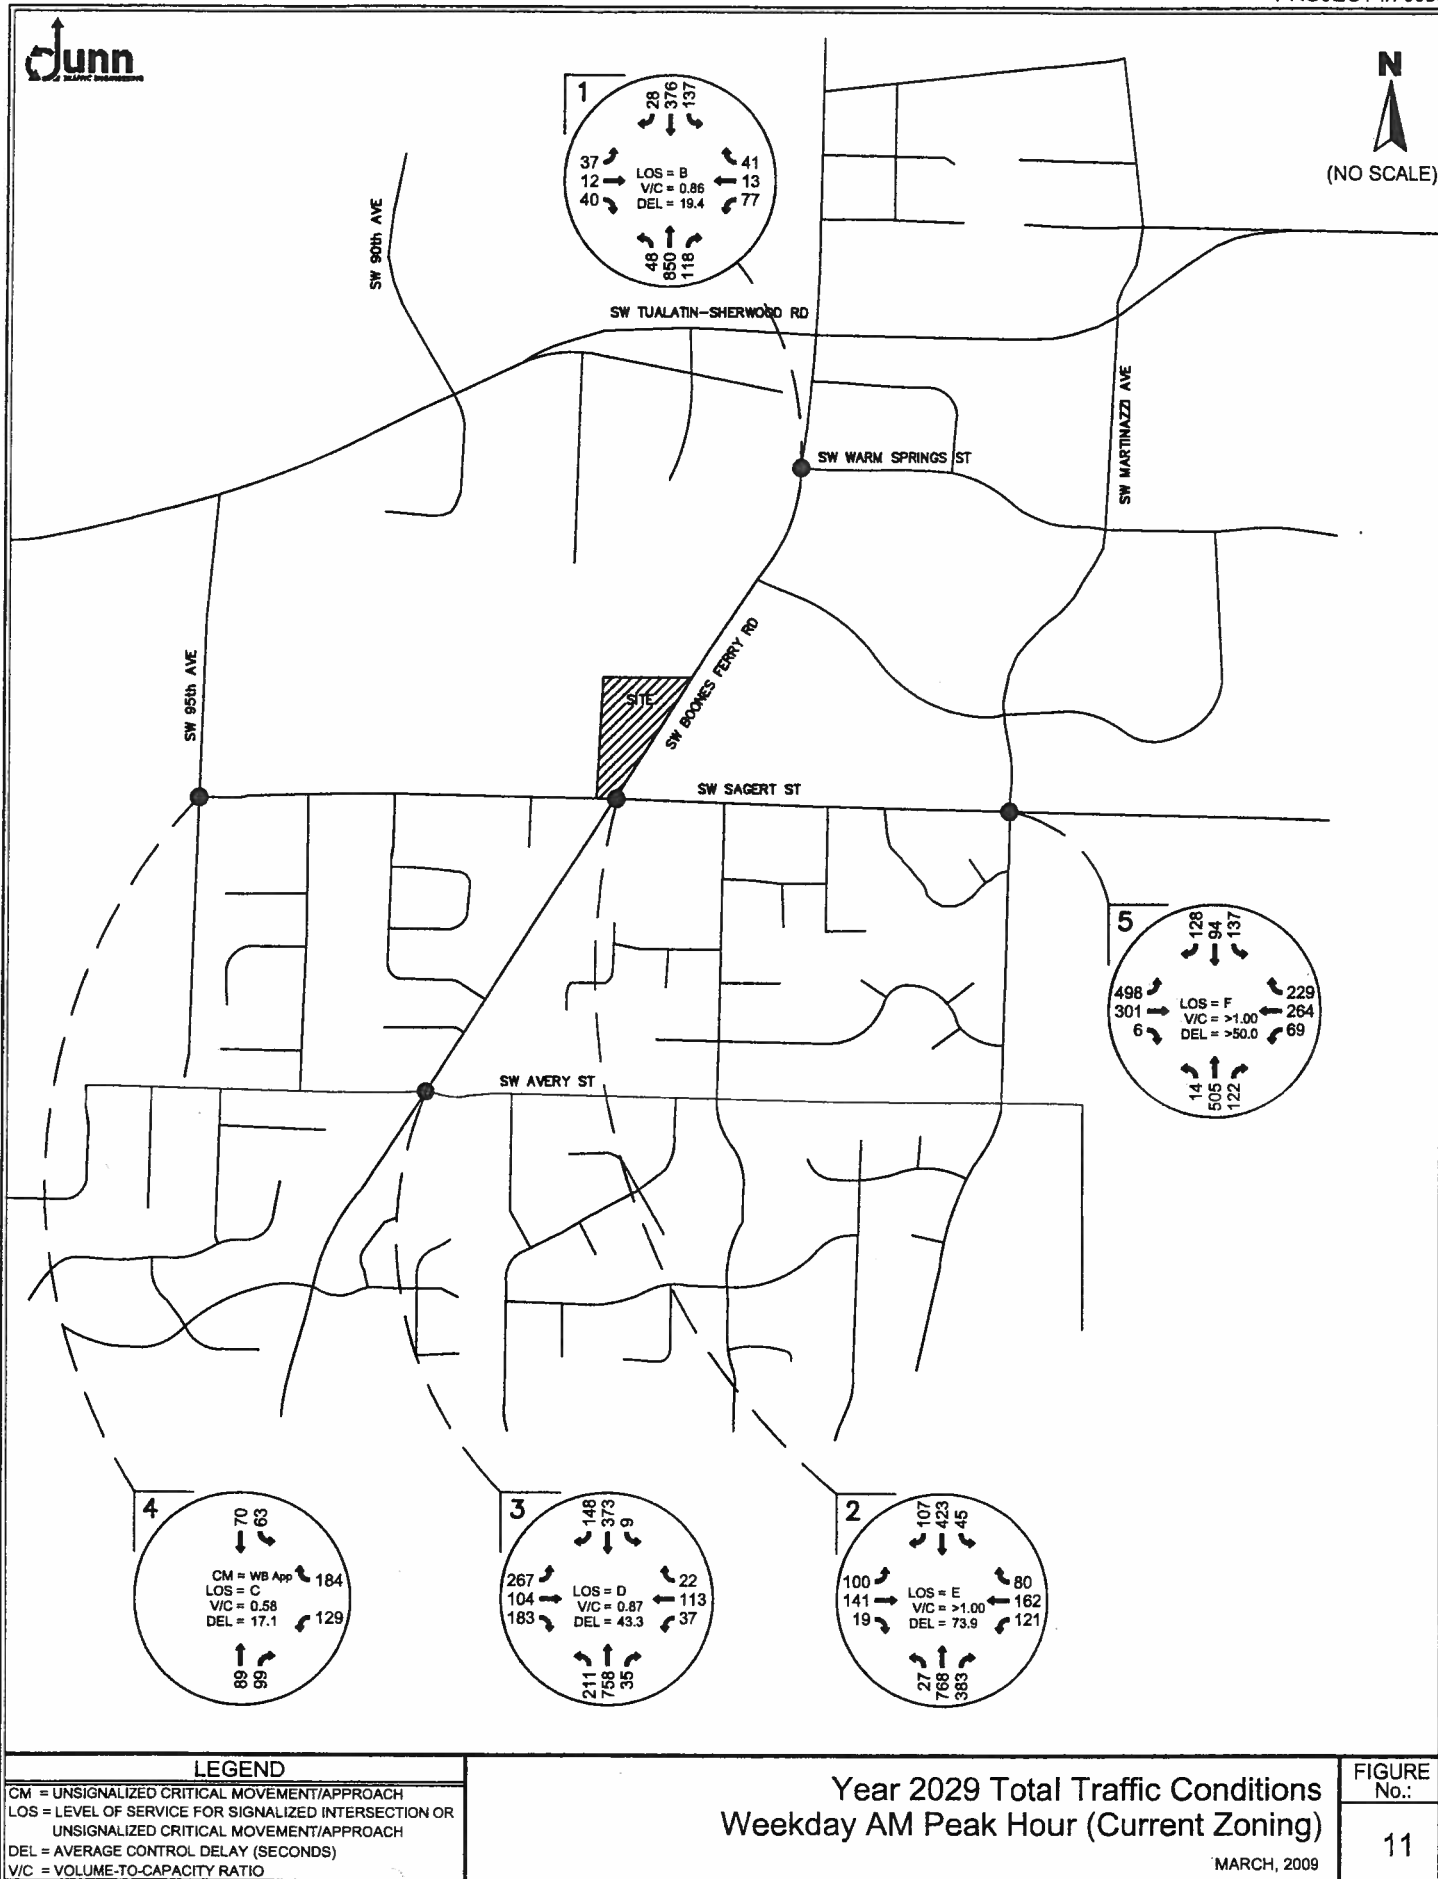 dunn
TRAFFIC ENGINEERING
N
(NO SCALE)
1
28 376 137
37
12
40
LOS = B
V/C = 0.86
DEL = 19.4
41
13
77
48 850 118
SW 90th AVE
SW TUALATIN-SHERWOOD RD
SW MARTINAZZI AVE
SW WARM SPRINGS ST
SW 95th AVE
SITE
SW BOONES FERRY RD
SW SAGERT ST
5
128 94 137
498
301
6
LOS = F
V/C = >1.00
DEL = >50.0
229
264
69
14 505 122
SW AVERY ST
4
70 63
CM = WB App
LOS = C
V/C = 0.58
DEL = 17.1
184
129
89 99
3
148 373 9
267
104
183
LOS = D
V/C = 0.87
DEL = 43.3
22
113
37
211 758 35
2
107 423 45
100
141
19
LOS = E
V/C = >1.00
DEL = 73.9
80
162
121
27 768 383
LEGEND
CM = UNSIGNALIZED CRITICAL MOVEMENT/APPROACH
LOS = LEVEL OF SERVICE FOR SIGNALIZED INTERSECTION OR
UNSIGNALIZED CRITICAL MOVEMENT/APPROACH
DEL = AVERAGE CONTROL DELAY (SECONDS)
V/C = VOLUME-TO-CAPACITY RATIO
Year 2029 Total Traffic Conditions
Weekday AM Peak Hour (Current Zoning)
MARCH, 2009
FIGURE
No.:
11